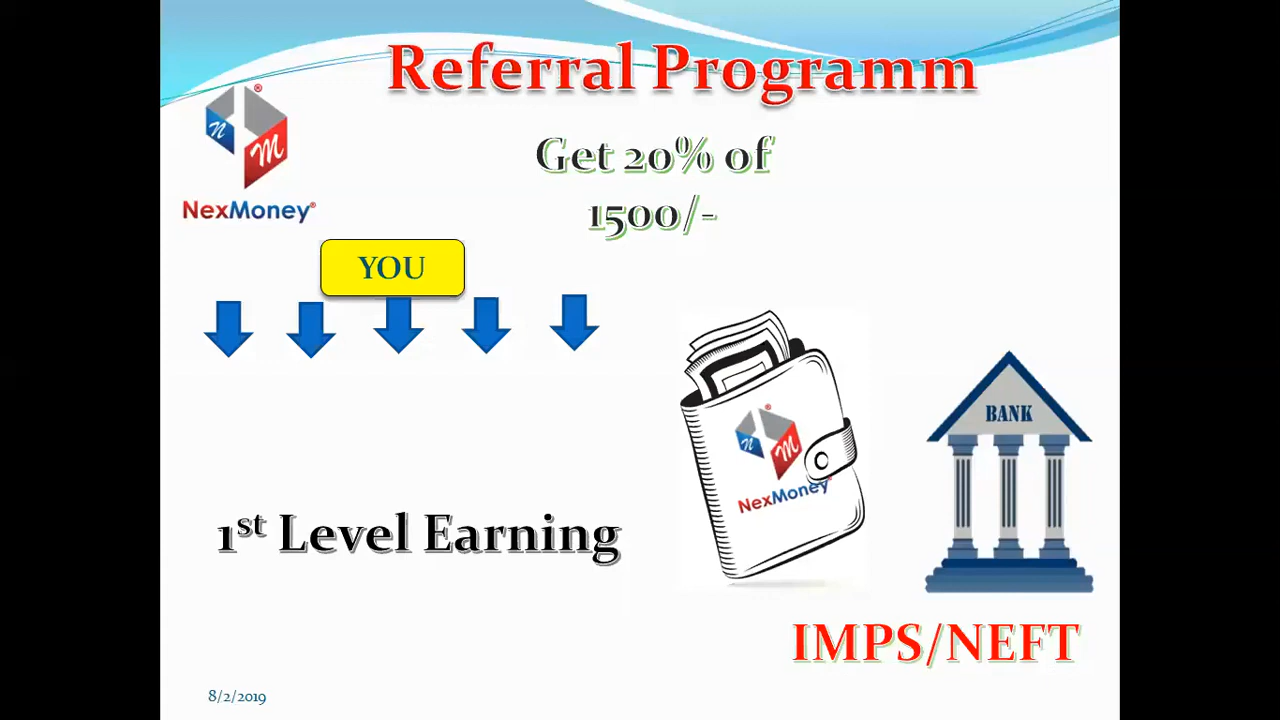 Referral Programm
®
n
m
NexMoney®
Get 20% of
1500/-
YOU
n
m
NexMoney
BANK
1st Level Earning
IMPS/NEFT
8/2/2019